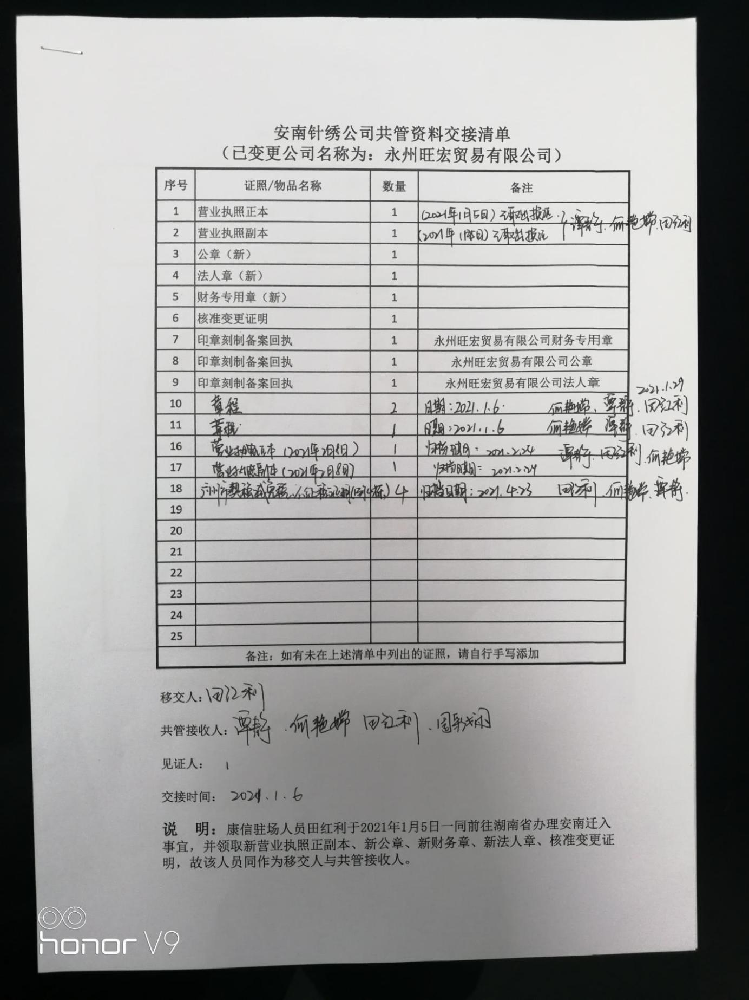 安南针绣公司共管资料交接清单
（已变更公司名称为：永州旺宏贸易有限公司）
序号 证照/物品名称 数量 备注
1 营业执照正本 1 (2021年1月5日) 谭静、何艳嫦、田红利
2 营业执照副本 1 (2021年1月5日)
3 公章（新） 1
4 法人章（新） 1
5 财务专用章（新） 1
6 核准变更证明 1
7 印章刻制备案回执 1 永州旺宏贸易有限公司财务专用章
8 印章刻制备案回执 1 永州旺宏贸易有限公司公章
9 印章刻制备案回执 1 永州旺宏贸易有限公司法人章
2021.1.29
10 章程 2 日期：2021.1.6. 何艳嫦、谭静、田红利
11 章程 1 日期：2021.1.6 何艳嫦 谭静、田红利
16 营业执照正本（2021年2月8日） 1 归档日期：2021.2.24 谭静、田红利、何艳嫦
17 营业执照副本（2021年2月8日） 1 归档日期：2021.2.24
18 4 归档日期：2021.4.23 田红利、何艳嫦、谭静.
19
20
21
22
23
24
25
备注：如有未在上述清单中列出的证照，请自行手写添加
移交人：田红利
共管接收人：谭静、何艳嫦 田红利、
见证人： /
交接时间： 2021.1.6
说 明：康信驻场人员田红利于2021年1月5日一同前往湖南省办理安南迁入
事宜，并领取新营业执照正副本、新公章、新财务章、新法人章、核准变更证
明，故该人员同作为移交人与共管接收人。
honor V9